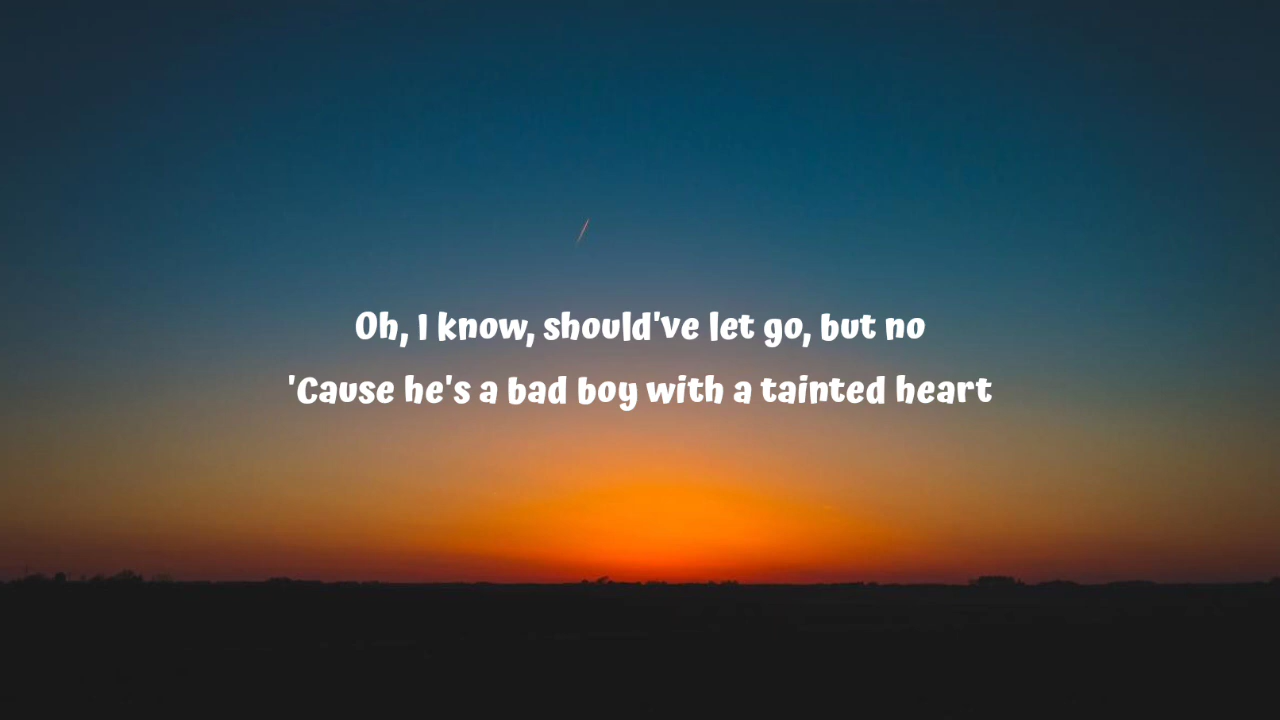 Oh, I know, should've let go, but no
'Cause he's a bad boy with a tainted heart